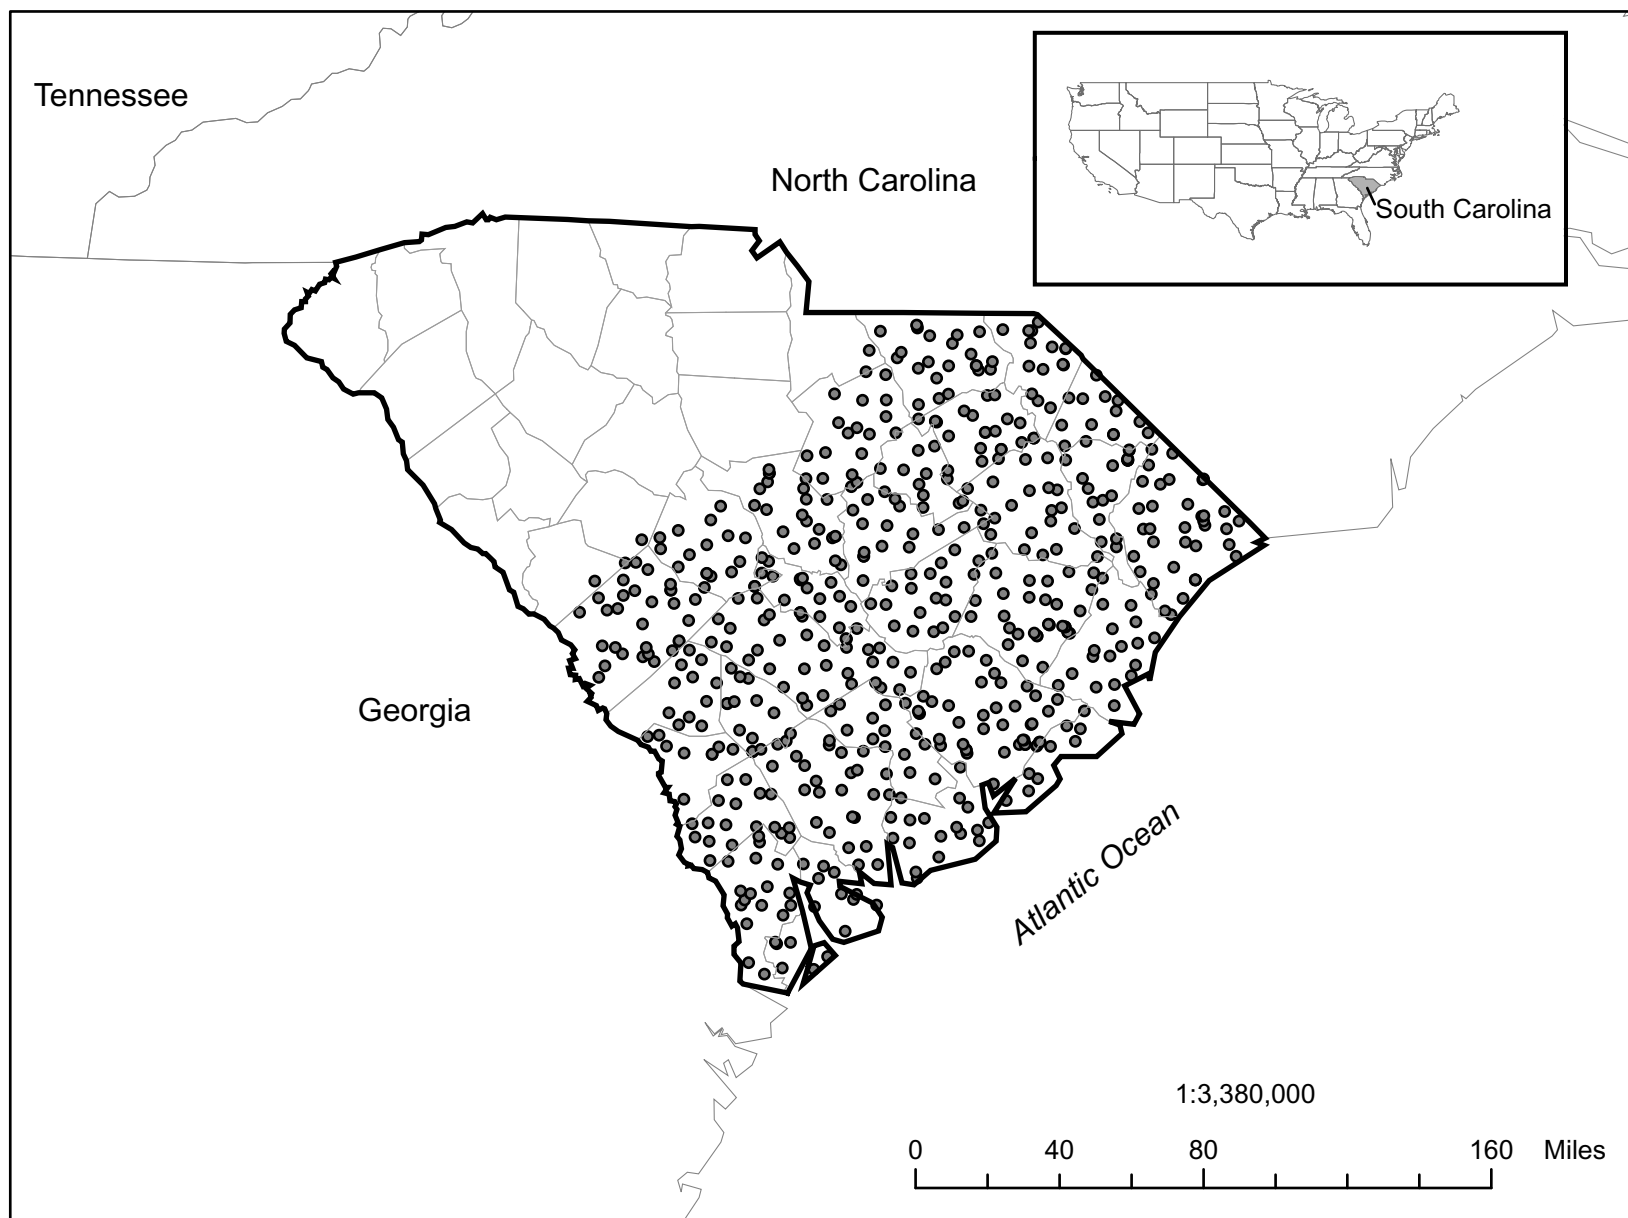 Tennessee
North Carolina
South Carolina
Georgia
Atlantic Ocean
1:3,380,000
0 40 80 160 Miles